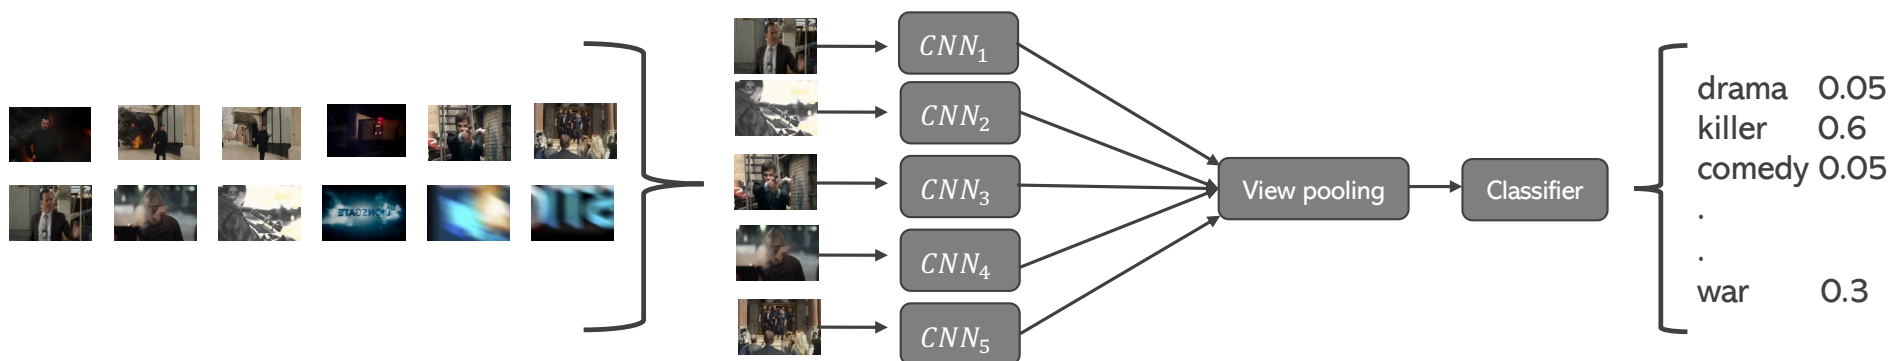 LIONSGATE
CNN₁
CNN₂
CNN₃
CNN₄
CNN₅
View pooling
Classifier
drama 0.05
killer 0.6
comedy 0.05
.
.
war 0.3